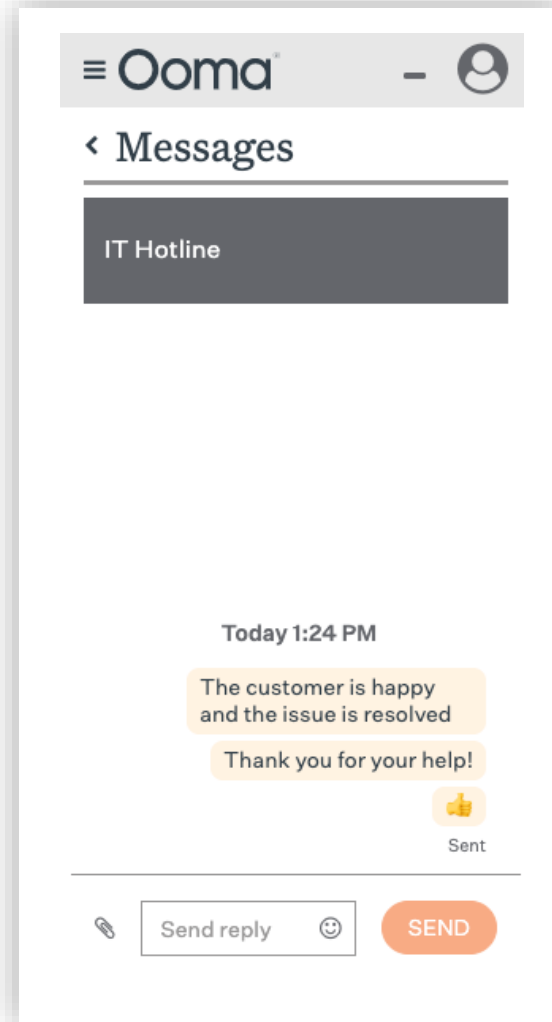 Ooma
Messages
IT Hotline
Today 1:24 PM
The customer is happy
and the issue is resolved
Thank you for your help!
👍
Sent
Send reply
SEND